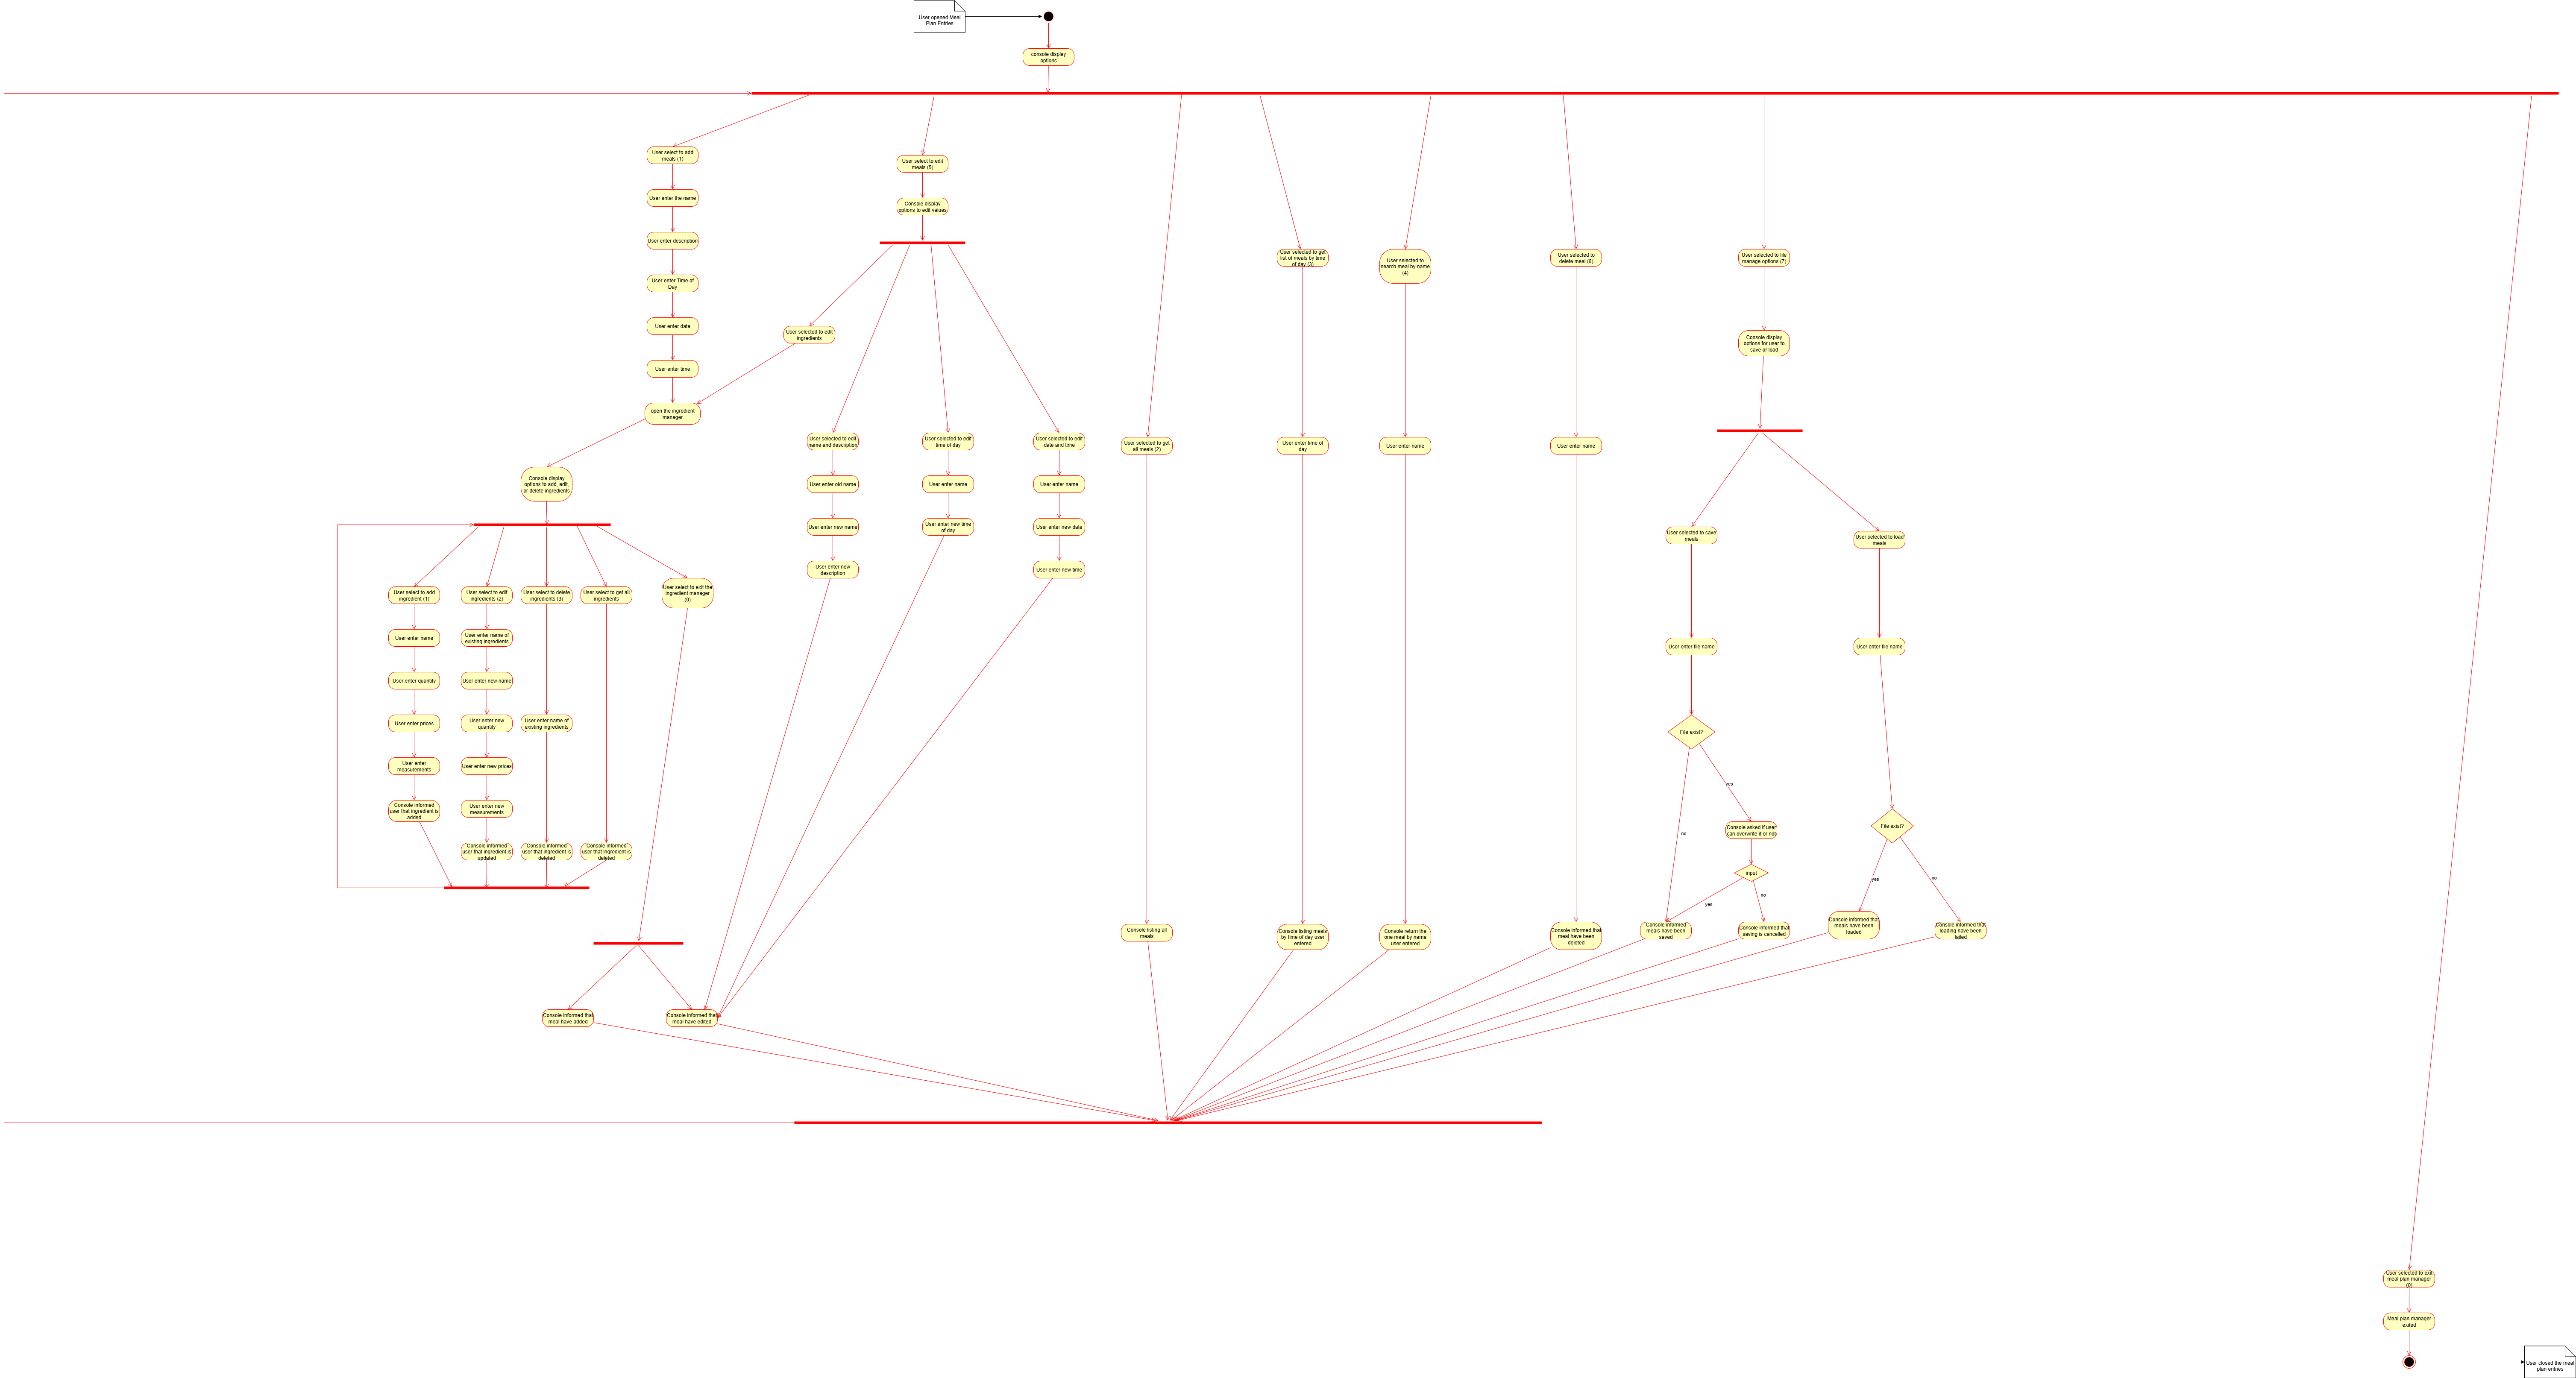 User opened Meal
Plan Entries
console display
options
User select to add
meals (1)
User enter the name
User enter description
User enter Time of
Day
User enter date
User enter time
open the ingredient
manager
User select to edit
meals (5)
Console display
options to edit values
User selected to edit
ingredients
User selected to edit
name and description
User enter old name
User enter new name
User enter new
description
User selected to edit
time of day
User enter name
User enter new time
of day
User selected to edit
date and time
User enter name
User enter new date
User enter new time
User selected to get
all meals (2)
Console listing all
meals
User selected to get
list of meals by time
of day (3)
User enter time of
day
Console listing meals
by time of day user
entered
User selected to
search meal by name
(4)
User enter name
Console return the
one meal by name
user entered
User selected to
delete meal (6)
User enter name
Console informed that
meal have been
deleted
User selected to file
manage options (7)
Console display
options for user to
save or load
User selected to save
meals
User enter file name
File exist?
yes
no
Console asked if user
can overwrite it or not
input
yes
no
Console informed
meals have been
saved
Console informed that
saving is cancelled
User selected to load
meals
User enter file name
File exist?
yes
no
Console informed that
meals have been
loaded
Console informed that
loading have been
failed
Console display
options to add, edit,
or delete ingredients
User select to add
ingredient (1)
User enter name
User enter quantity
User enter prices
User enter
measurements
Console informed
user that ingredient is
added
User select to edit
ingredients (2)
User enter name of
existing ingredients
User enter new name
User enter new
quantity
User enter new prices
User enter new
measurements
Console informed
user that ingredient is
updated
User select to delete
ingredients (3)
User enter name of
existing ingredients
Console informed
user that ingredient is
deleted
User select to get all
ingredients
Console informed
user that ingredient is
deleted
User select to exit the
ingredient manager
(0)
Console informed that
meal have added
Console informed that
meal have edited
User selected to exit
meal plan manager
(0)
Meal plan manager
exited
User closed the meal
plan entries